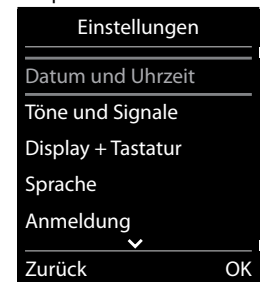 Einstellungen
Datum und Uhrzeit
Töne und Signale
Display + Tastatur
Sprache
Anmeldung
Zurück OK